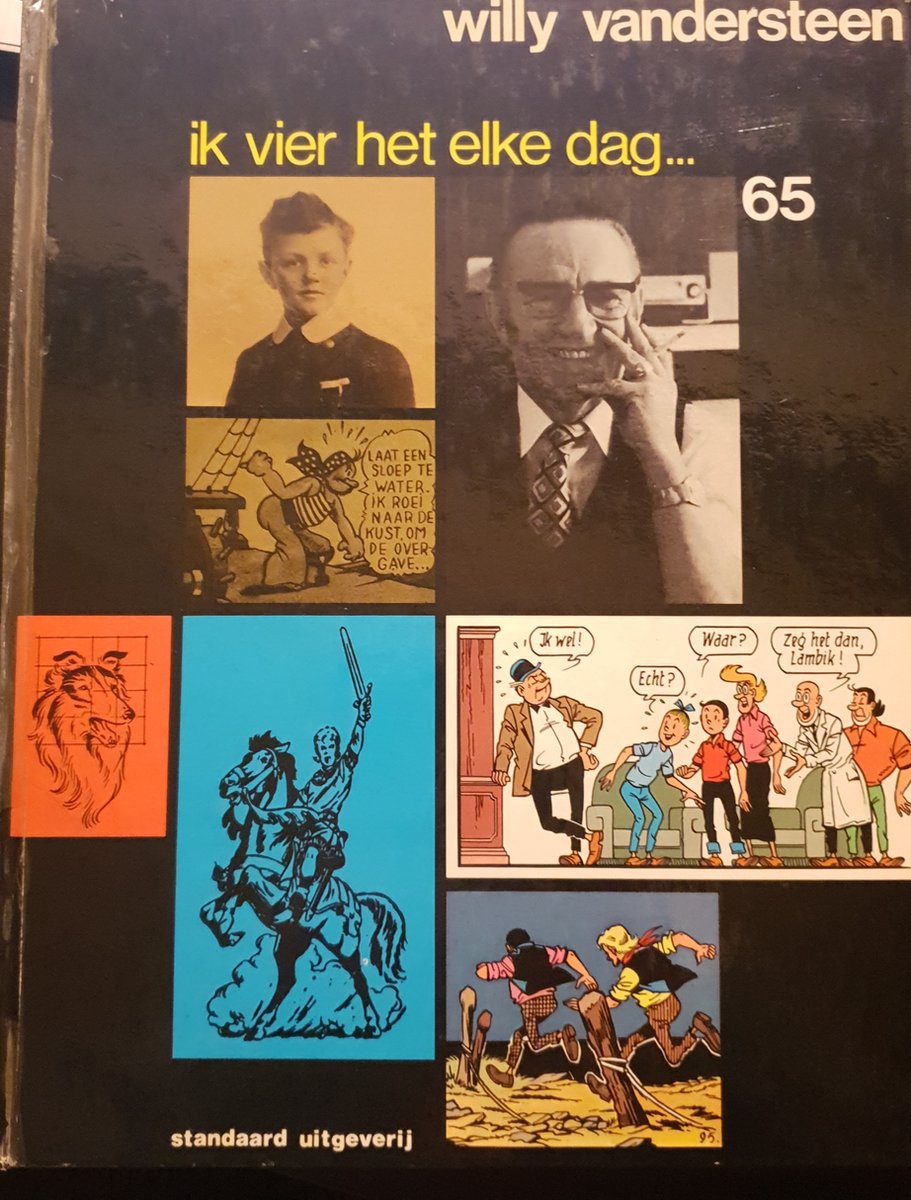 willy vandersteen
ik vier het elke dag...
65
LAAT EEN
SLOEP TE
WATER.
IK ROEI
NAAR DE
KUST, OM
DE OVER-
GAVE...
Ik wel!
Echt?
Waar?
Zeg het dan,
Lambik!
95.
standaard uitgeverij